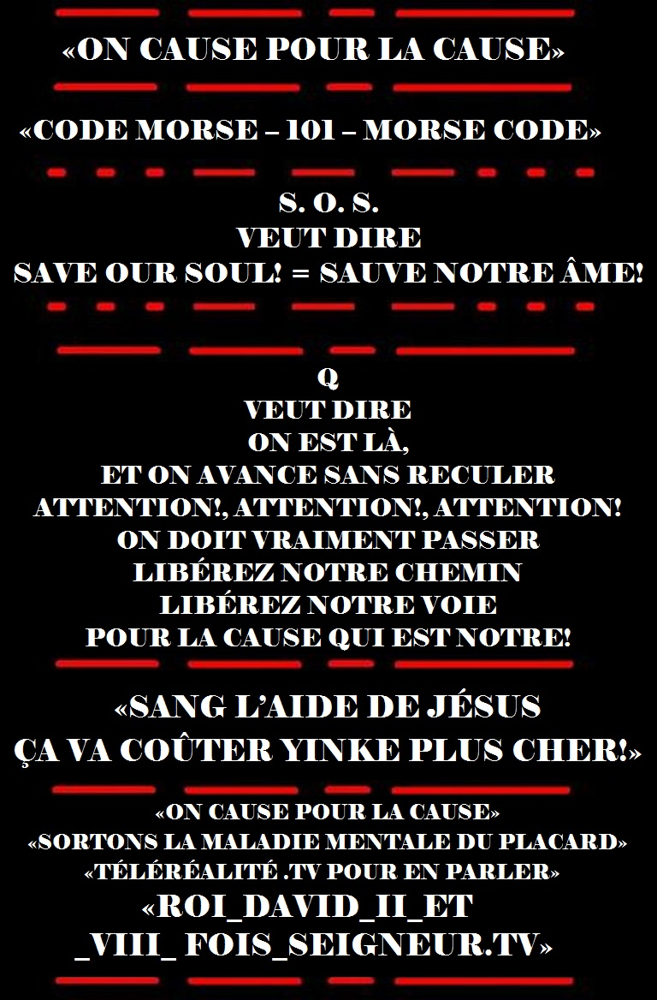 «ON CAUSE POUR LA CAUSE»
«CODE MORSE – 101 – MORSE CODE»
S. O. S.
VEUT DIRE
SAVE OUR SOUL! = SAUVE NOTRE ÂME!
Q
VEUT DIRE
ON EST LÀ,
ET ON AVANCE SANS RECULER
ATTENTION!, ATTENTION!, ATTENTION!
ON DOIT VRAIMENT PASSER
LIBÉREZ NOTRE CHEMIN
LIBÉREZ NOTRE VOIE
POUR LA CAUSE QUI EST NOTRE!
«SANG L’AIDE DE JÉSUS
ÇA VA COÛTER YINKE PLUS CHER!»
«ON CAUSE POUR LA CAUSE»
«SORTONS LA MALADIE MENTALE DU PLACARD»
«TÉLÉRÉALITÉ .TV POUR EN PARLER»
«ROI_DAVID_II_ET
_VIII_ FOIS_SEIGNEUR.TV»